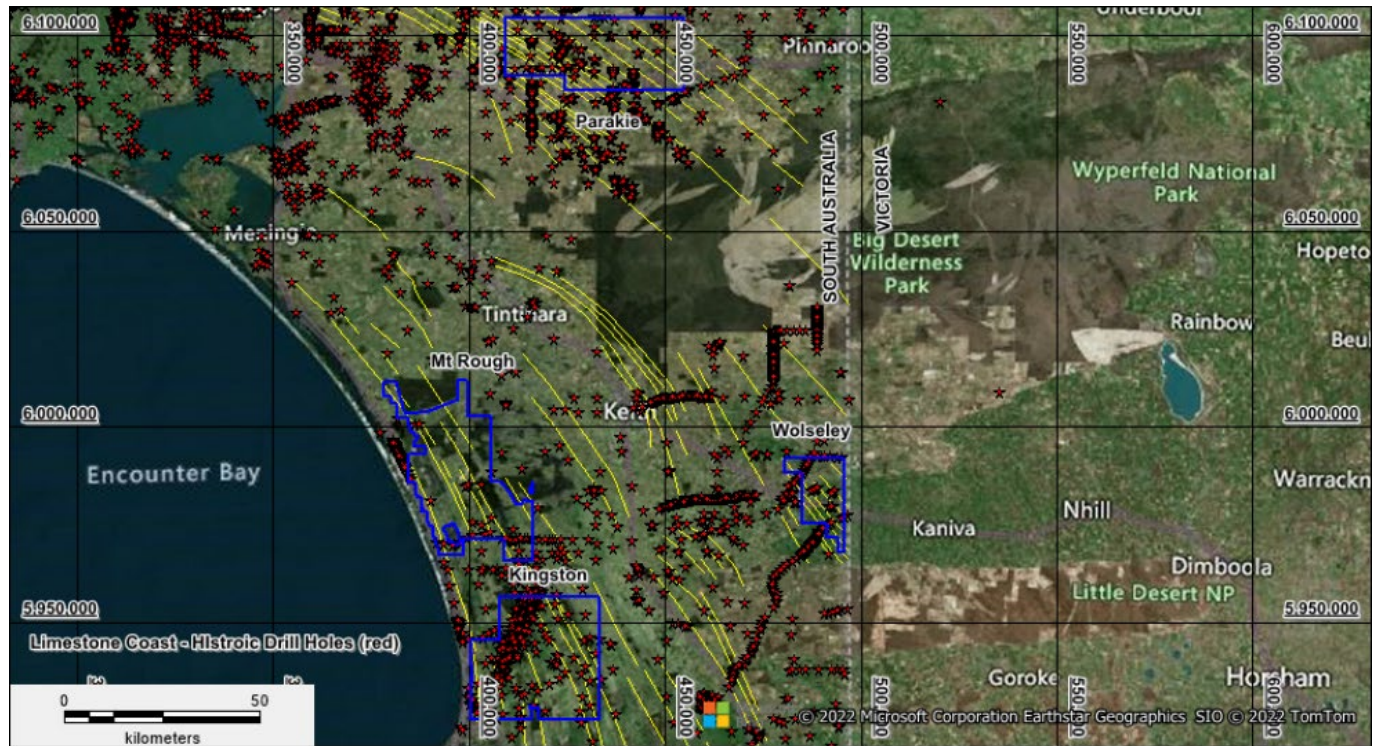 6.100.000
350.000
400.000
450.000
500.000
550.000
600.000
6.100.000
Pinnaroo
Parakie
SOUTH AUSTRALIA
VICTORIA
Wyperfeld National
Park
6.050.000
6.050.000
Big Desert
Wilderness
Park
Hopeto
Tintinara
Rainbow
Beul
Mt Rough
6.000.000
Keith
6.000.000
Wolseley
Encounter Bay
Warrackn
Nhill
Kaniva
Dimboola
Kingston
Little Desert NP
5.950.000
5.950.000
Limestone Coast - HIstroic Drill Holes (red)
Goroke
Horsham
400.000
450.000
500.000
550.000
600.000
0 50
kilometers
© 2022 Microsoft Corporation Earthstar Geographics SIO © 2022 TomTom